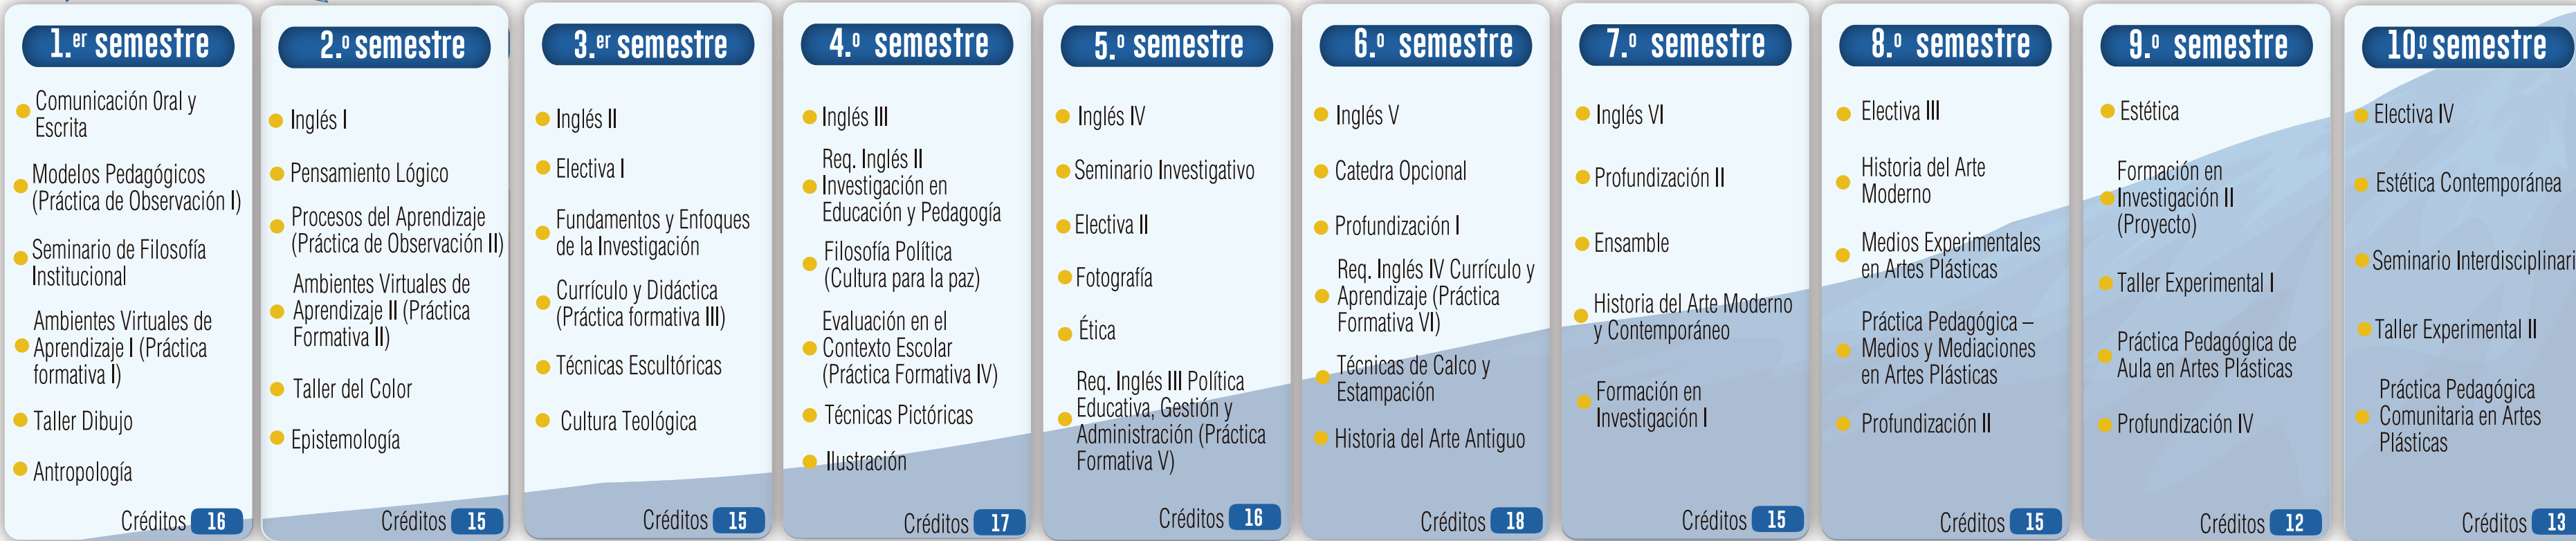 1.er semestre
Comunicación Oral y
Escrita
Modelos Pedagógicos
(Práctica de Observación I)
Seminario de Filosofía
Institucional
Ambientes Virtuales de
Aprendizaje I (Práctica
formativa I)
Taller Dibujo
Antropología
Créditos 16
2.º semestre
Inglés I
Pensamiento Lógico
Procesos del Aprendizaje
(Práctica de Observación II)
Ambientes Virtuales de
Aprendizaje II (Práctica
Formativa II)
Taller del Color
Epistemología
Créditos 15
3.er semestre
Inglés II
Electiva I
Fundamentos y Enfoques
de la Investigación
Currículo y Didáctica
(Práctica formativa III)
Técnicas Escultóricas
Cultura Teológica
Créditos 15
4.º semestre
Inglés III
Req. Inglés II
Investigación en
Educación y Pedagogía
Filosofía Política
(Cultura para la paz)
Evaluación en el
Contexto Escolar
(Práctica Formativa IV)
Técnicas Pictóricas
Ilustración
Créditos 17
5.º semestre
Inglés IV
Seminario Investigativo
Electiva II
Fotografía
Ética
Req. Inglés III Política
Educativa, Gestión y
Administración (Práctica
Formativa V)
Créditos 16
6.º semestre
Inglés V
Catedra Opcional
Profundización I
Req. Inglés IV Currículo y
Aprendizaje (Práctica
Formativa VI)
Técnicas de Calco y
Estampación
Historia del Arte Antiguo
Créditos 18
7.º semestre
Inglés VI
Profundización II
Ensamble
Historia del Arte Moderno
y Contemporáneo
Formación en
Investigación I
Créditos 15
8.º semestre
Electiva III
Historia del Arte
Moderno
Medios Experimentales
en Artes Plásticas
Práctica Pedagógica –
Medios y Mediaciones
en Artes Plásticas
Profundización II
Créditos 15
9.º semestre
Estética
Formación en
Investigación II
(Proyecto)
Taller Experimental I
Práctica Pedagógica de
Aula en Artes Plásticas
Profundización IV
Créditos 12
10.º semestre
Electiva IV
Estética Contemporánea
Seminario Interdisciplinari
Taller Experimental II
Práctica Pedagógica
Comunitaria en Artes
Plásticas
Créditos 13